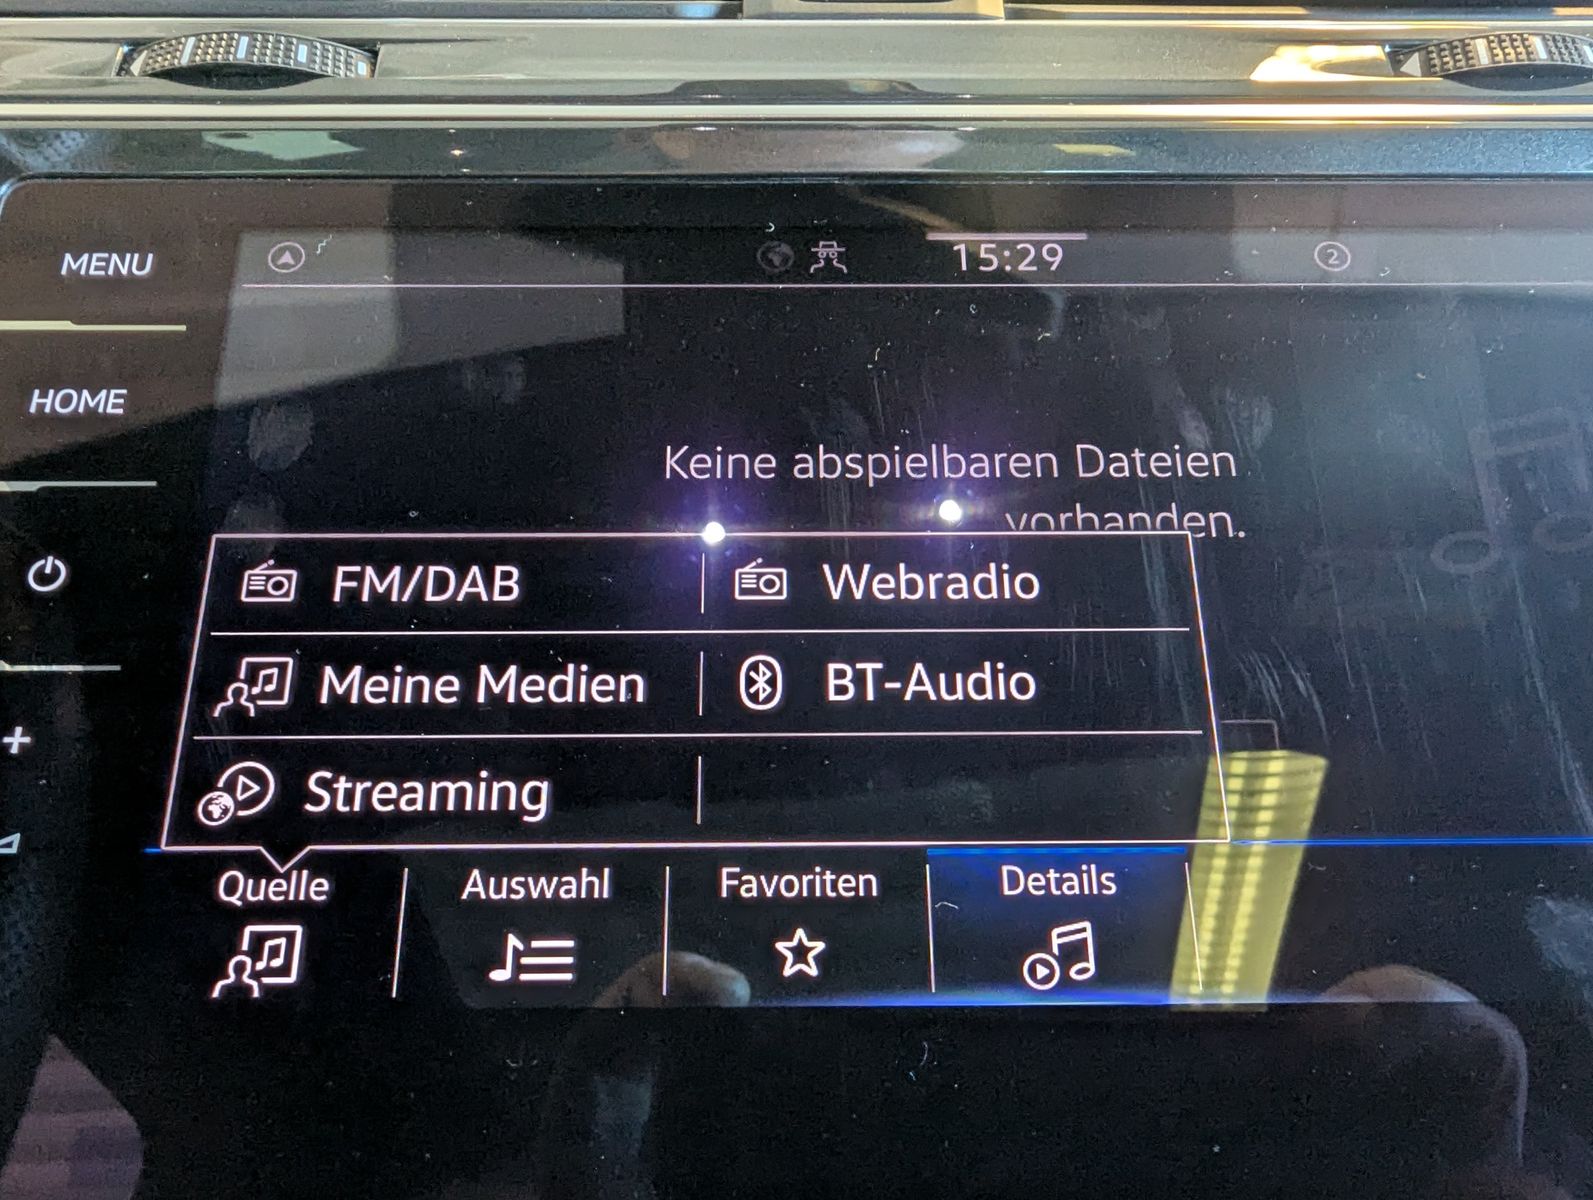 MENU
15:29
2
HOME
Keine abspielbaren Dateien
vorhanden.
FM/DAB
Webradio
Meine Medien
BT-Audio
Streaming
Quelle
Auswahl
Favoriten
Details
+